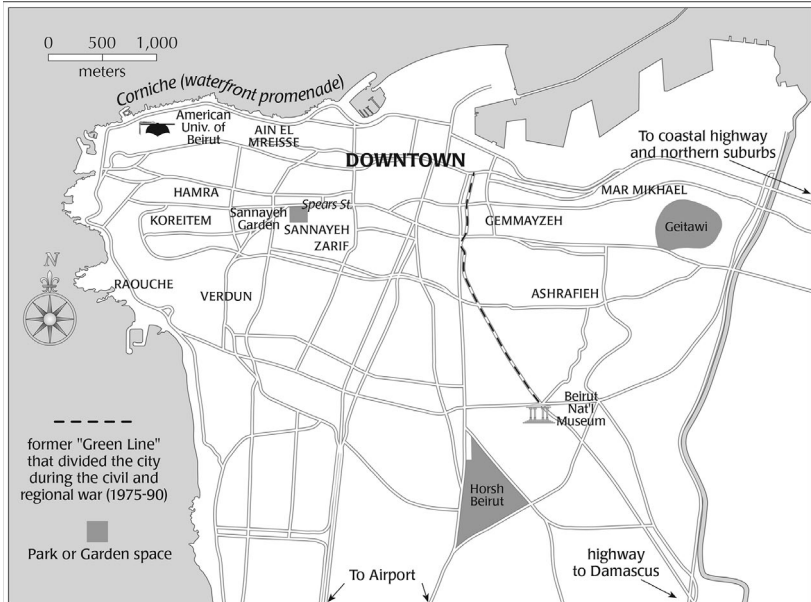 0 500 1,000
meters
Corniche (waterfront promenade)
American
Univ. of
Beirut
AIN EL
MREISSE
DOWNTOWN
To coastal highway
and northern suburbs
HAMRA
Spears St.
MAR MIKHAEL
KOREITEM
Sannayeh
Garden
SANNAYEH
GEMMAYZEH
Geitawi
ZARIF
N
RAOUCHE
VERDUN
ASHRAFIEH
Beirut
Nat'l
Museum
former "Green Line"
that divided the city
during the civil and
regional war (1975-90)
Horsh
Beirut
Park or Garden space
To Airport
highway
to Damascus